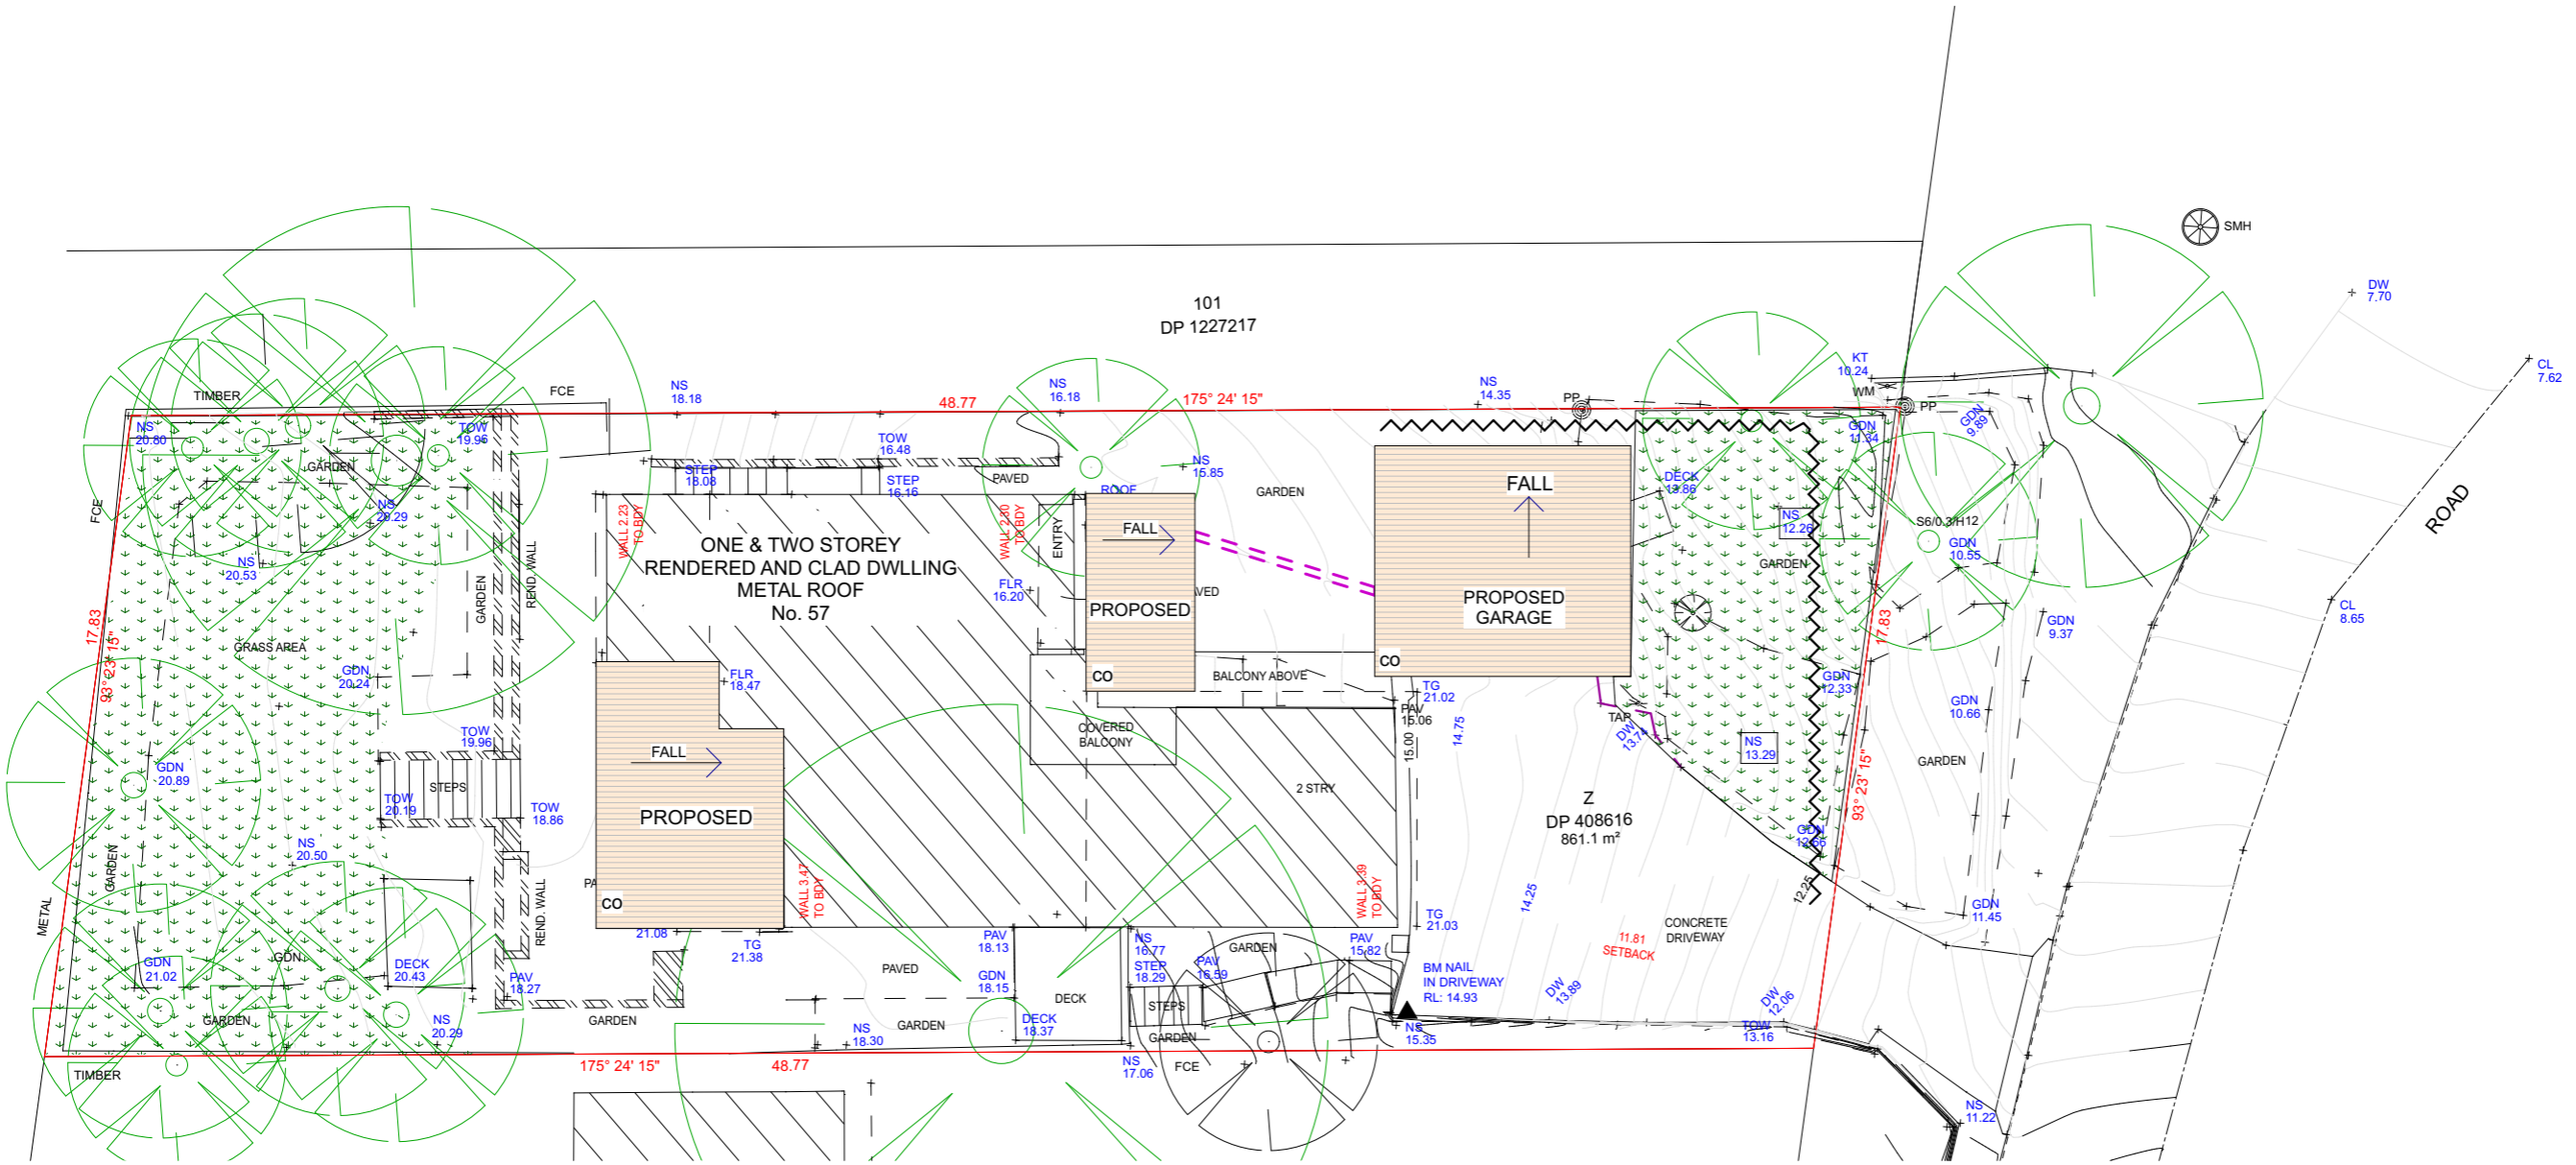 SMH
DW
7.70
101
DP 1227217
CL
7.62
KT
10.24
WM
PP
PP
TIMBER
FCE
NS
18.18
48.77
NS
16.18
175° 24' 15"
NS
14.35
GDN
9.89
NS
20.80
TOW
19.96
GDN
11.34
TOW
16.48
GARDEN
STEP
18.08
STEP
16.16
PAVED
NS
15.85
GARDEN
FALL
DECK
13.86
ROAD
FCE
NS
20.29
WALL 2.23
TO BDY
WALL 2.80
TO BDY
ENTRY
ROOF
FALL
NS
12.26
S6/0.3/H12
GDN
10.55
ONE & TWO STOREY
RENDERED AND CLAD DWLLING
METAL ROOF
No. 57
NS
20.53
REND. WALL
GARDEN
FLR
16.20
PROPOSED
VED
PROPOSED
GARAGE
GARDEN
CL
8.65
17.83
93° 23' 15"
GRASS AREA
GDN
20.24
FLR
18.47
CO
BALCONY ABOVE
CO
17.83
93° 23' 15"
GDN
9.37
GDN
12.33
TG
21.02
PAV
15.06
GDN
10.66
TAP
DW
13.74
14.75
15.00
TOW
19.96
FALL
COVERED
BALCONY
NS
13.29
GDN
20.89
STEPS
2 STRY
GARDEN
TOW
20.19
TOW
18.86
PROPOSED
Z
DP 408616
861.1 m²
GDN
12.66
NS
20.50
GARDEN
PA
WALL 3.47
TO BDY
WALL 3.39
TO BDY
14.25
12.25
CO
METAL
REND. WALL
TG
21.03
CONCRETE
DRIVEWAY
GDN
11.45
21.08
TG
21.38
PAV
18.13
NS
16.77
GARDEN
PAV
15.82
11.81
SETBACK
GDN
21.02
GDN
DECK
20.43
PAV
18.27
PAVED
GDN
18.15
STEP
18.29
PAV
16.59
BM NAIL
IN DRIVEWAY
RL: 14.93
DW
13.89
DW
12.06
DECK
STEPS
GARDEN
NS
20.29
GARDEN
NS
18.30
GARDEN
DECK
18.37
GARDEN
NS
15.35
TOW
13.16
TIMBER
175° 24' 15"
48.77
NS
17.06
FCE
NS
11.22